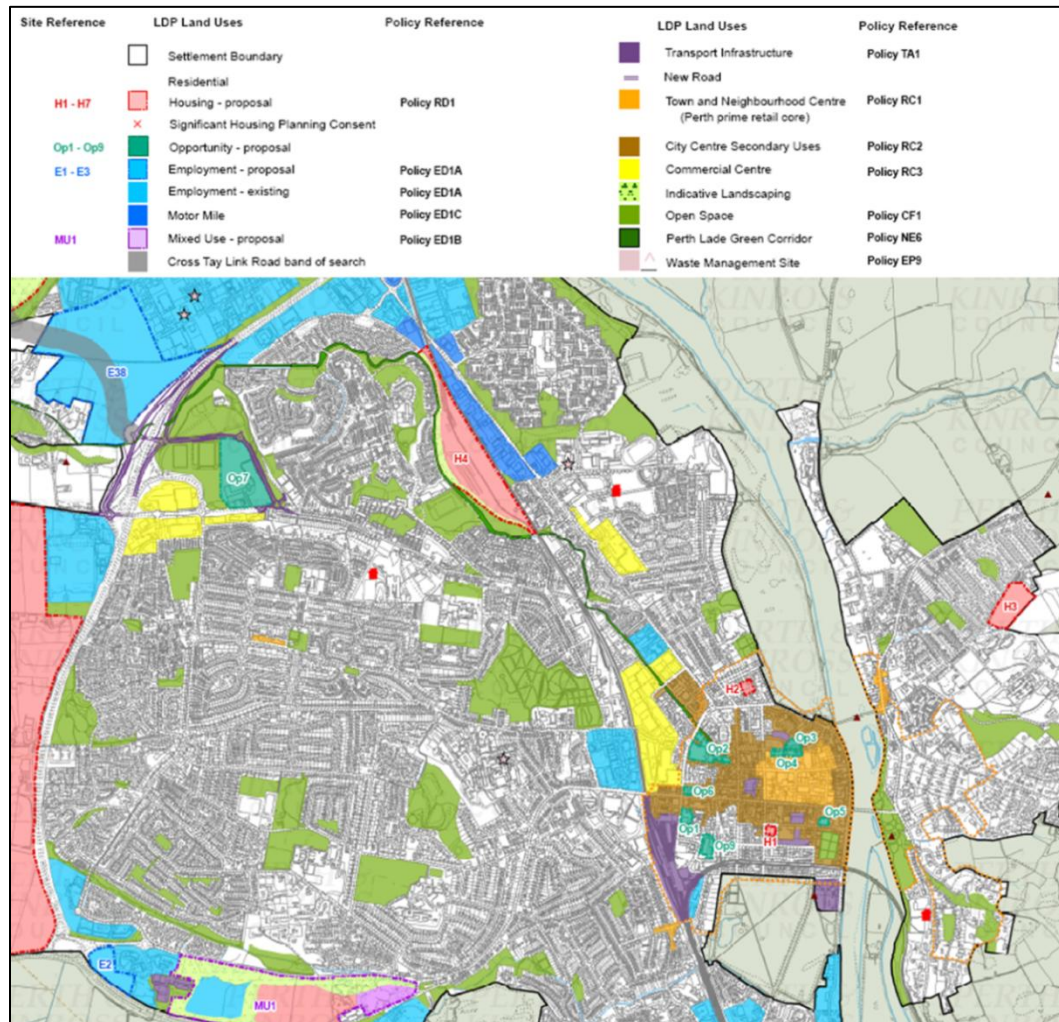 Site Reference LDP Land Uses Policy Reference
Settlement Boundary
Residential
H1 - H7 Housing - proposal Policy RD1
× Significant Housing Planning Consent
Op1 - Op9 Opportunity - proposal
E1 - E3 Employment - proposal Policy ED1A
Employment - existing Policy ED1A
Motor Mile Policy ED1C
MU1 Mixed Use - proposal Policy ED1B
Cross Tay Link Road band of search
LDP Land Uses Policy Reference
Transport Infrastructure Policy TA1
New Road
Town and Neighbourhood Centre Policy RC1
(Perth prime retail core)
City Centre Secondary Uses Policy RC2
Commercial Centre Policy RC3
Indicative Landscaping
Open Space Policy CF1
Perth Lade Green Corridor Policy NE6
Waste Management Site Policy EP9
E38
H4
Op7
H3
H2
Op3
Op2
Op4
Op6
Op5
Op1
H1
Op9
E2
MU1